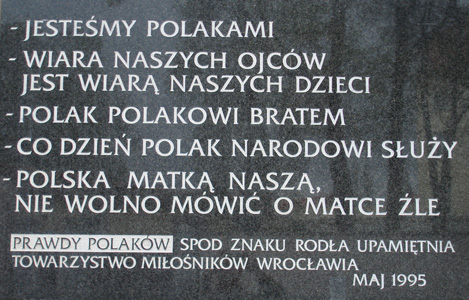 - JESTEŚMY POLAKAMI
- WIARA NASZYCH OJCÓW
JEST WIARĄ NASZYCH DZIECI
- POLAK POLAKOWI BRATEM
- CO DZIEŃ POLAK NARODOWI SŁUŻY
- POLSKA MATKĄ NASZĄ,
NIE WOLNO MÓWIĆ O MATCE ŹLE
PRAWDY POLAKÓW SPOD ZNAKU RODŁA UPAMIĘTNIA
TOWARZYSTWO MIŁOŚNIKÓW WROCŁAWIA
MAJ 1995